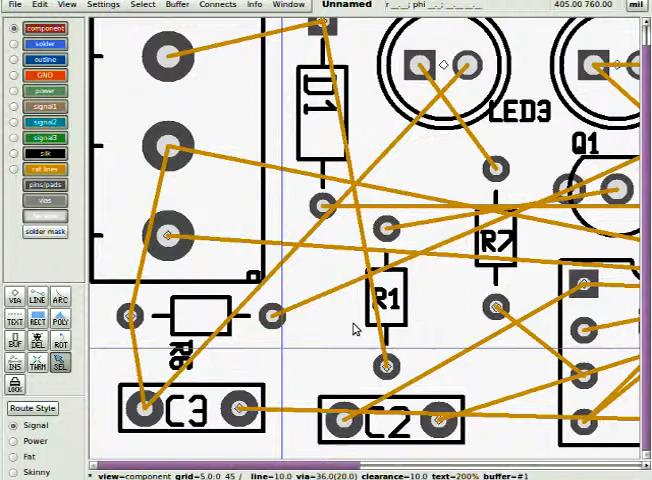 File Edit View Select Buffer Connects Info Window Unnamed 405.00 760.00 mil
component
solder
outline
GND
power
signal1
signal2
signal3
silk
rat lines
pins/pads
vias
solder mask
VIA LINE ARC
TEXT RECT POLY
BUF DEL ROT
INS THRM SEL
LOCK
Route Style
Signal
Power
Fat
Skinny
D1
LED3
Q1
R7
R1
R6
C3
C2
* view=component grid=5.0:0 45_/ line=10.0 via=36.0(20.0) clearance=10.0 text=200% buffer=#1